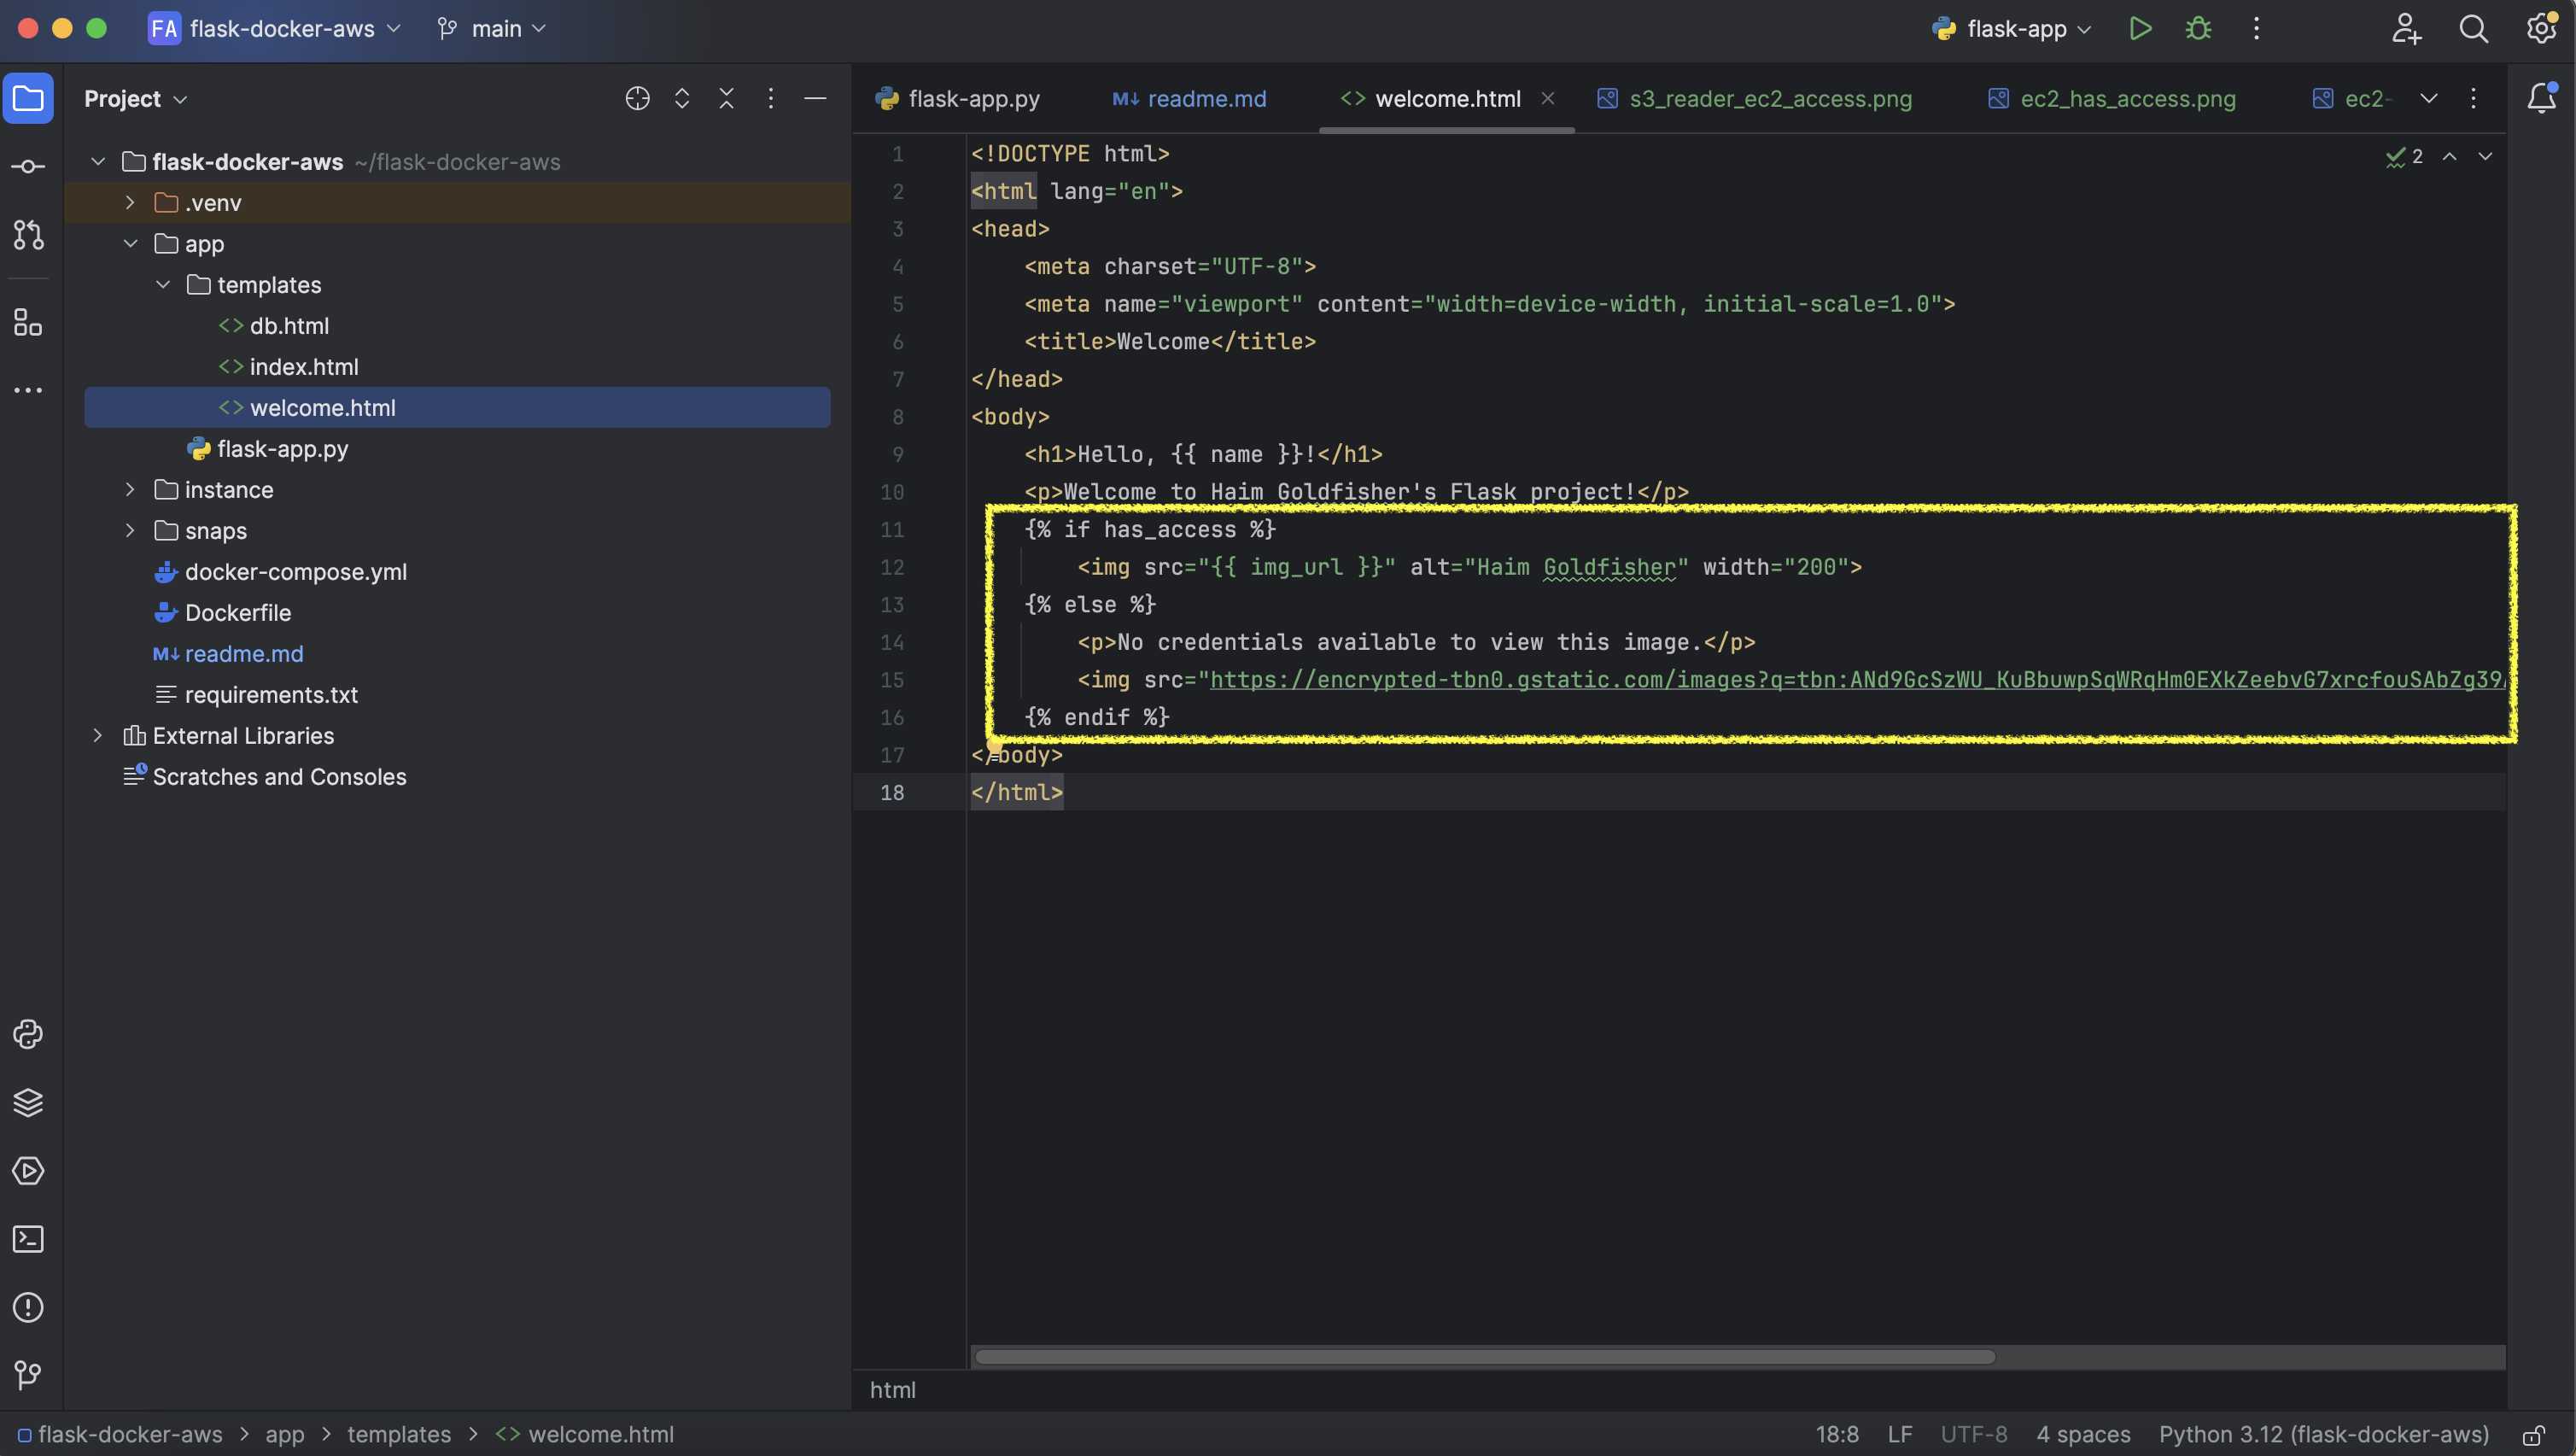 FA flask-docker-aws main flask-app
Project
flask-app.py readme.md welcome.html s3_reader_ec2_access.png ec2_has_access.png ec2-
flask-docker-aws ~/flask-docker-aws
.venv
app
templates
db.html
index.html
welcome.html
flask-app.py
instance
snaps
docker-compose.yml
Dockerfile
M↓ readme.md
requirements.txt
External Libraries
Scratches and Consoles
2
1 <!DOCTYPE html>
2 <html lang="en">
3 <head>
4 <meta charset="UTF-8">
5 <meta name="viewport" content="width=device-width, initial-scale=1.0">
6 <title>Welcome</title>
7 </head>
8 <body>
9 <h1>Hello, {{ name }}!</h1>
10 <p>Welcome to Haim Goldfisher's Flask project!</p>
11 {% if has_access %}
12 <img src="{{ img_url }}" alt="Haim Goldfisher" width="200">
13 {% else %}
14 <p>No credentials available to view this image.</p>
15 <img src="https://encrypted-tbn0.gstatic.com/images?q=tbn:ANd9GcSzWU_KuBbuwpSqWRqHm0EXkZeebvG7xrcfouSAbZg39
16 {% endif %}
17 </body>
18 </html>
html
flask-docker-aws > app > templates > <> welcome.html 18:8 LF UTF-8 4 spaces Python 3.12 (flask-docker-aws)